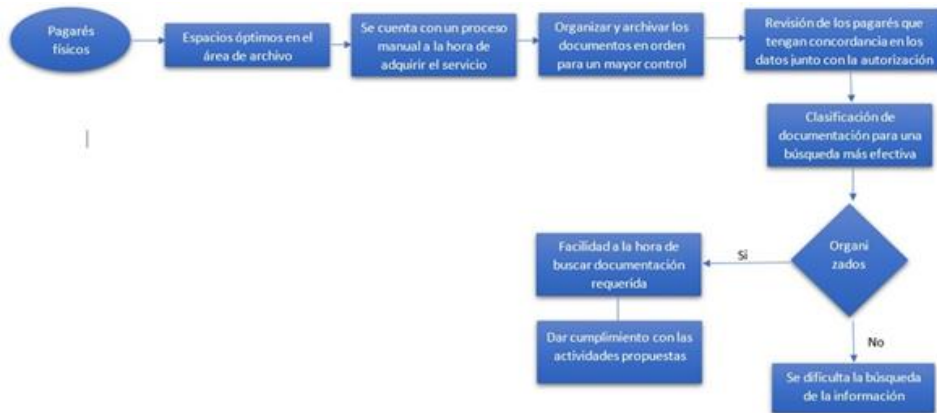 Pagarés
físicos
Espacios óptimos en el
área de archivo
Se cuenta con un proceso
manual a la hora de
adquirir el servicio
Organizar y archivar los
documentos en orden
para un mayor control
Revisión de los pagarés que
tengan concordancia en los
datos junto con la autorización
Clasificación de
documentación para una
búsqueda más efectiva
Organi
zados
Si
Facilidad a la hora de
buscar documentación
requerida
Dar cumplimiento con las
actividades propuestas
No
Se dificulta la búsqueda
de la información